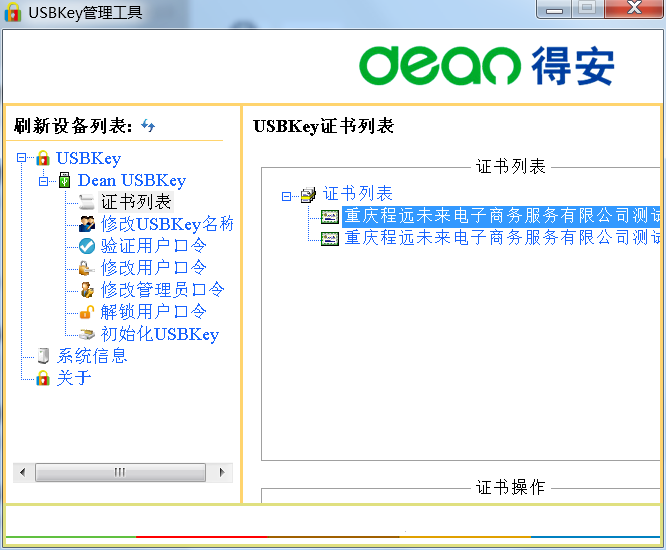 USBKey管理工具
dean 得安
刷新设备列表:
USBKey
Dean USBKey
证书列表
修改USBKey名称
验证用户口令
修改用户口令
修改管理员口令
解锁用户口令
初始化USBKey
系统信息
关于
USBKey证书列表
证书列表
证书列表
重庆程远未来电子商务服务有限公司测试
重庆程远未来电子商务服务有限公司测试
证书操作